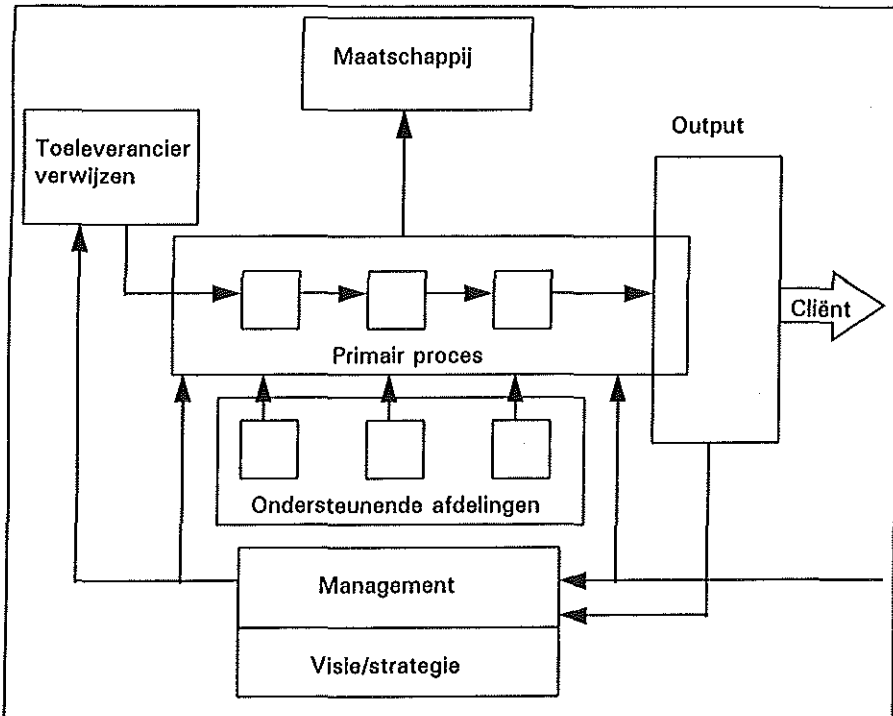 Maatschappij
Output
Toeleverancier
verwijzen
Cliënt
Primair proces
Ondersteunende afdelingen
Management
Visie/strategie